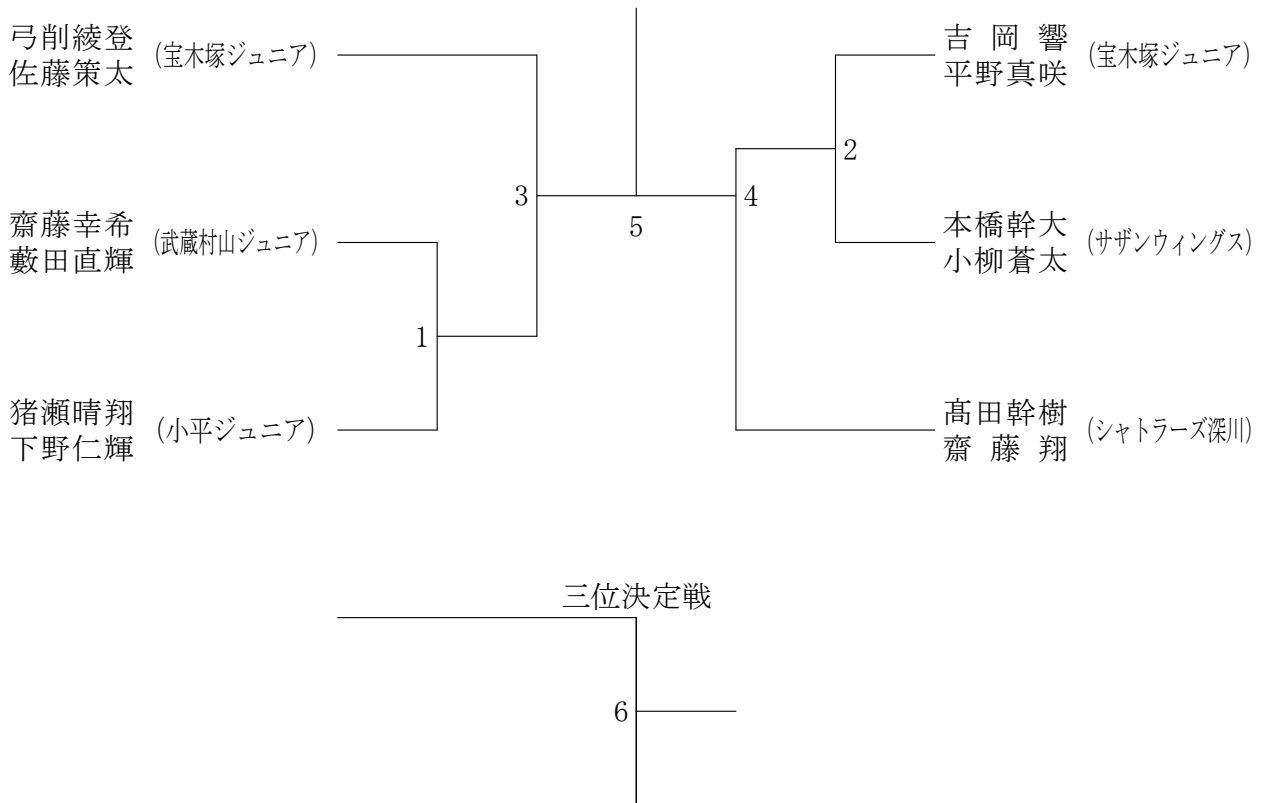 弓削綾登
佐藤策太
(宝木塚ジュニア)
齋藤幸希
藪田直輝
(武蔵村山ジュニア)
猪瀬晴翔
下野仁輝
(小平ジュニア)
1
3
5
4
2
吉岡響
平野真咲
(宝木塚ジュニア)
本橋幹大
小柳蒼太
(サザンウィングス)
髙田幹樹
齋藤翔
(シャトラーズ深川)
三位決定戦
6